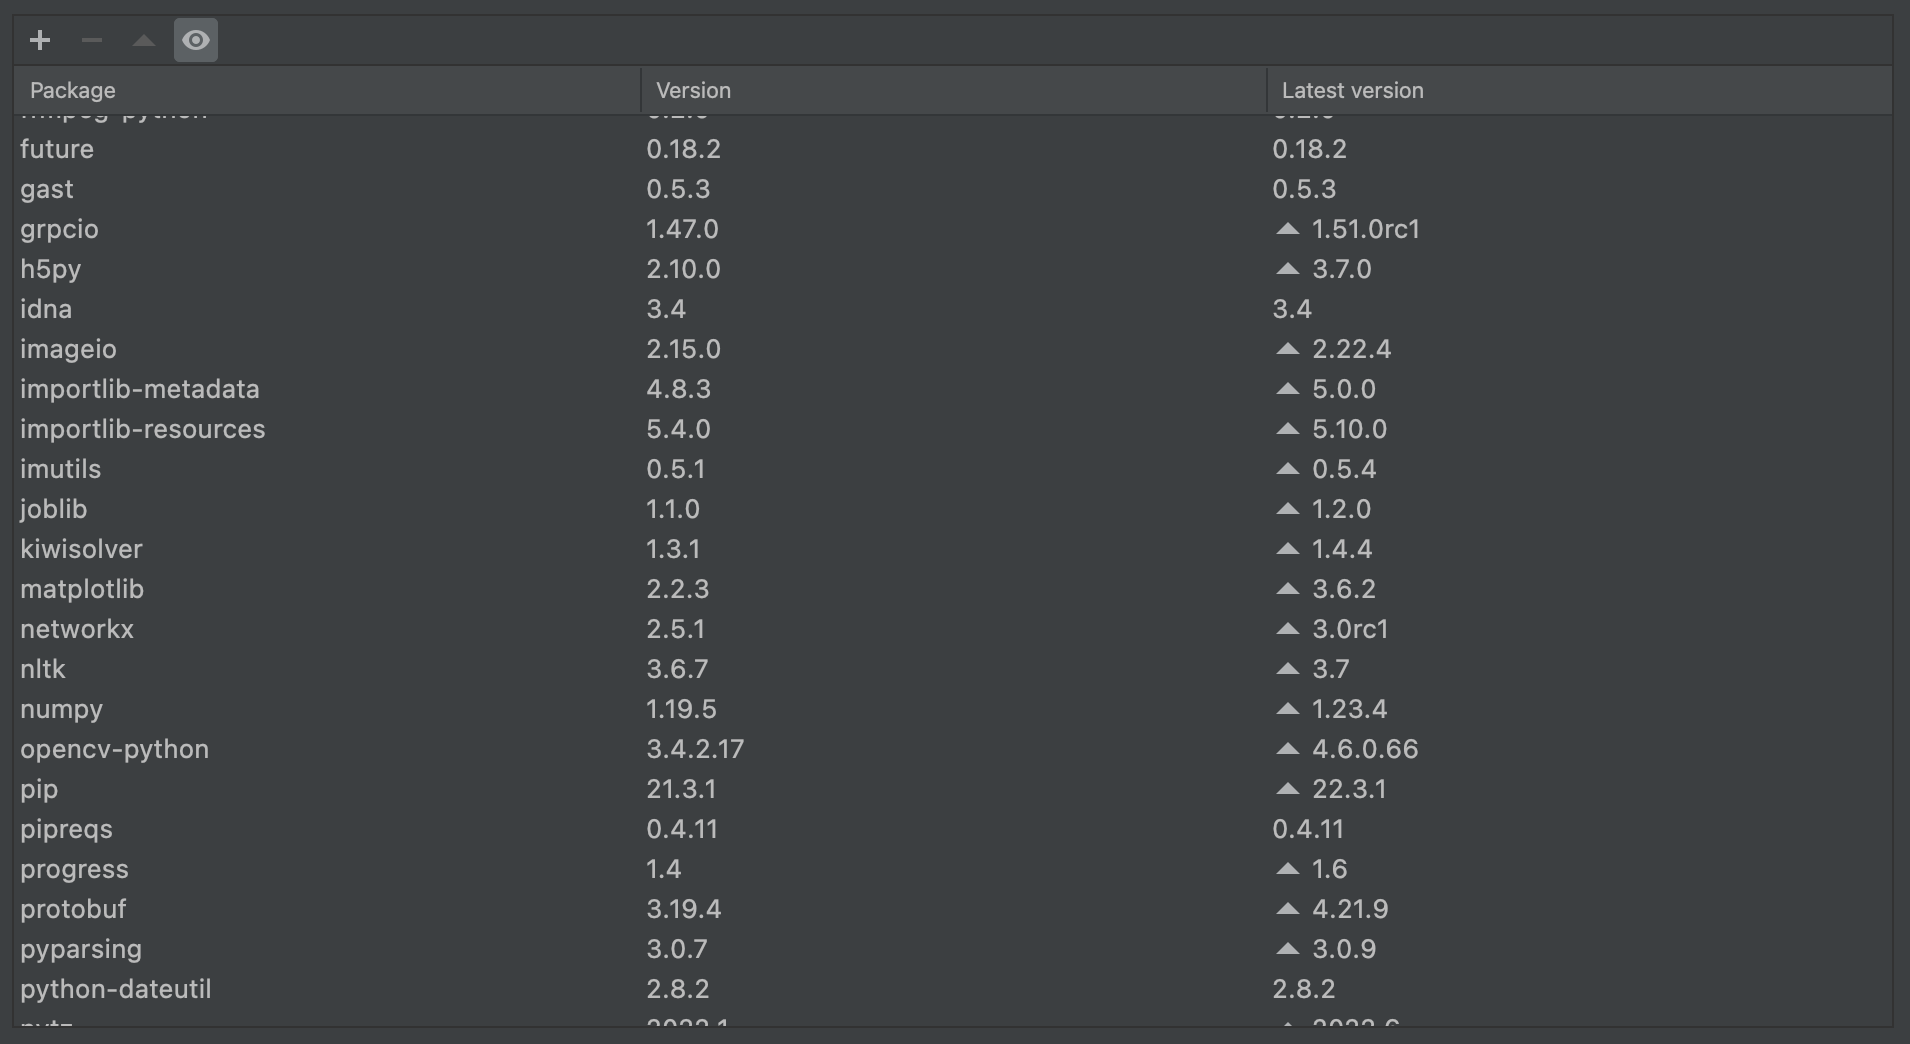 Package Version Latest version
future 0.18.2 0.18.2
gast 0.5.3 0.5.3
grpcio 1.47.0 1.51.0rc1
h5py 2.10.0 3.7.0
idna 3.4 3.4
imageio 2.15.0 2.22.4
importlib-metadata 4.8.3 5.0.0
importlib-resources 5.4.0 5.10.0
imutils 0.5.1 0.5.4
joblib 1.1.0 1.2.0
kiwisolver 1.3.1 1.4.4
matplotlib 2.2.3 3.6.2
networkx 2.5.1 3.0rc1
nltk 3.6.7 3.7
numpy 1.19.5 1.23.4
opencv-python 3.4.2.17 4.6.0.66
pip 21.3.1 22.3.1
pipreqs 0.4.11 0.4.11
progress 1.4 1.6
protobuf 3.19.4 4.21.9
pyparsing 3.0.7 3.0.9
python-dateutil 2.8.2 2.8.2